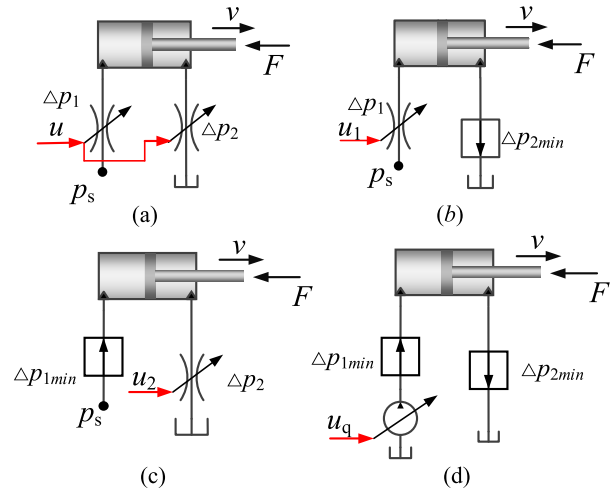 v
F
△p1
u
△p2
ps
(a)
v
F
△p1
u1
△p2min
ps
(b)
v
F
△p1min
u2
△p2
ps
(c)
v
F
△p1min
△p2min
uq
(d)